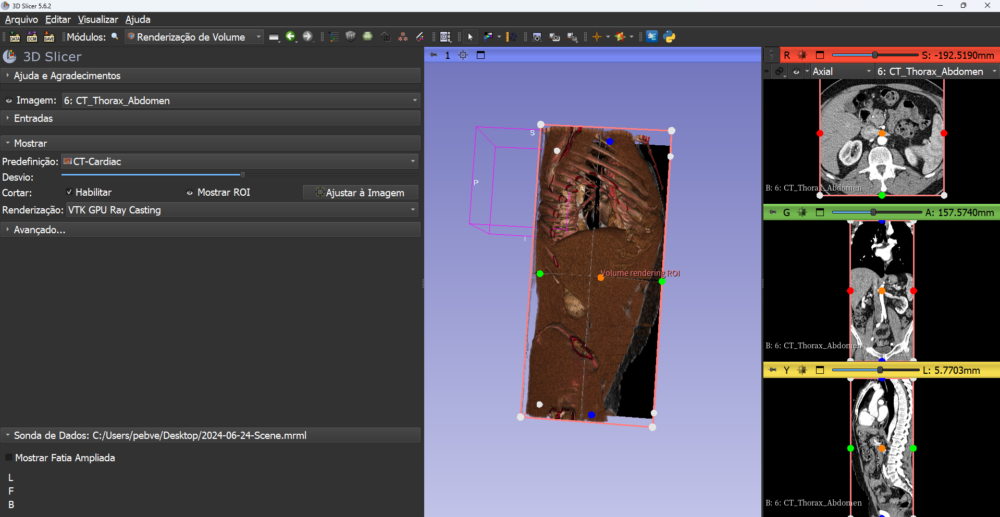 3D Slicer 5.6.2
Arquivo Editar Visualizar Ajuda
DATA DCM SAVE Módulos: Renderização de Volume
3D Slicer
Ajuda e Agradecimentos
Imagem: 6: CT_Thorax_Abdomen
Entradas
Mostrar
Predefinição: CT-Cardiac
Desvio:
Cortar: Habilitar Mostrar ROI Ajustar à Imagem
Renderização: VTK GPU Ray Casting
Avançado...
Sonda de Dados: C:/Users/pebve/Desktop/2024-06-24-Scene.mrml
Mostrar Fatia Ampliada
L
F
B
1
S
P
A
I
Volume rendering ROI
R S: -192.5190mm
» Axial 6: CT_Thorax_Abdomen
B: 6: CT_Thorax_Abdomen
G A: 157.5740mm
B: 6: CT_Thorax_Abdomen
Y L: 5.7703mm
B: 6: CT_Thorax_Abdomen